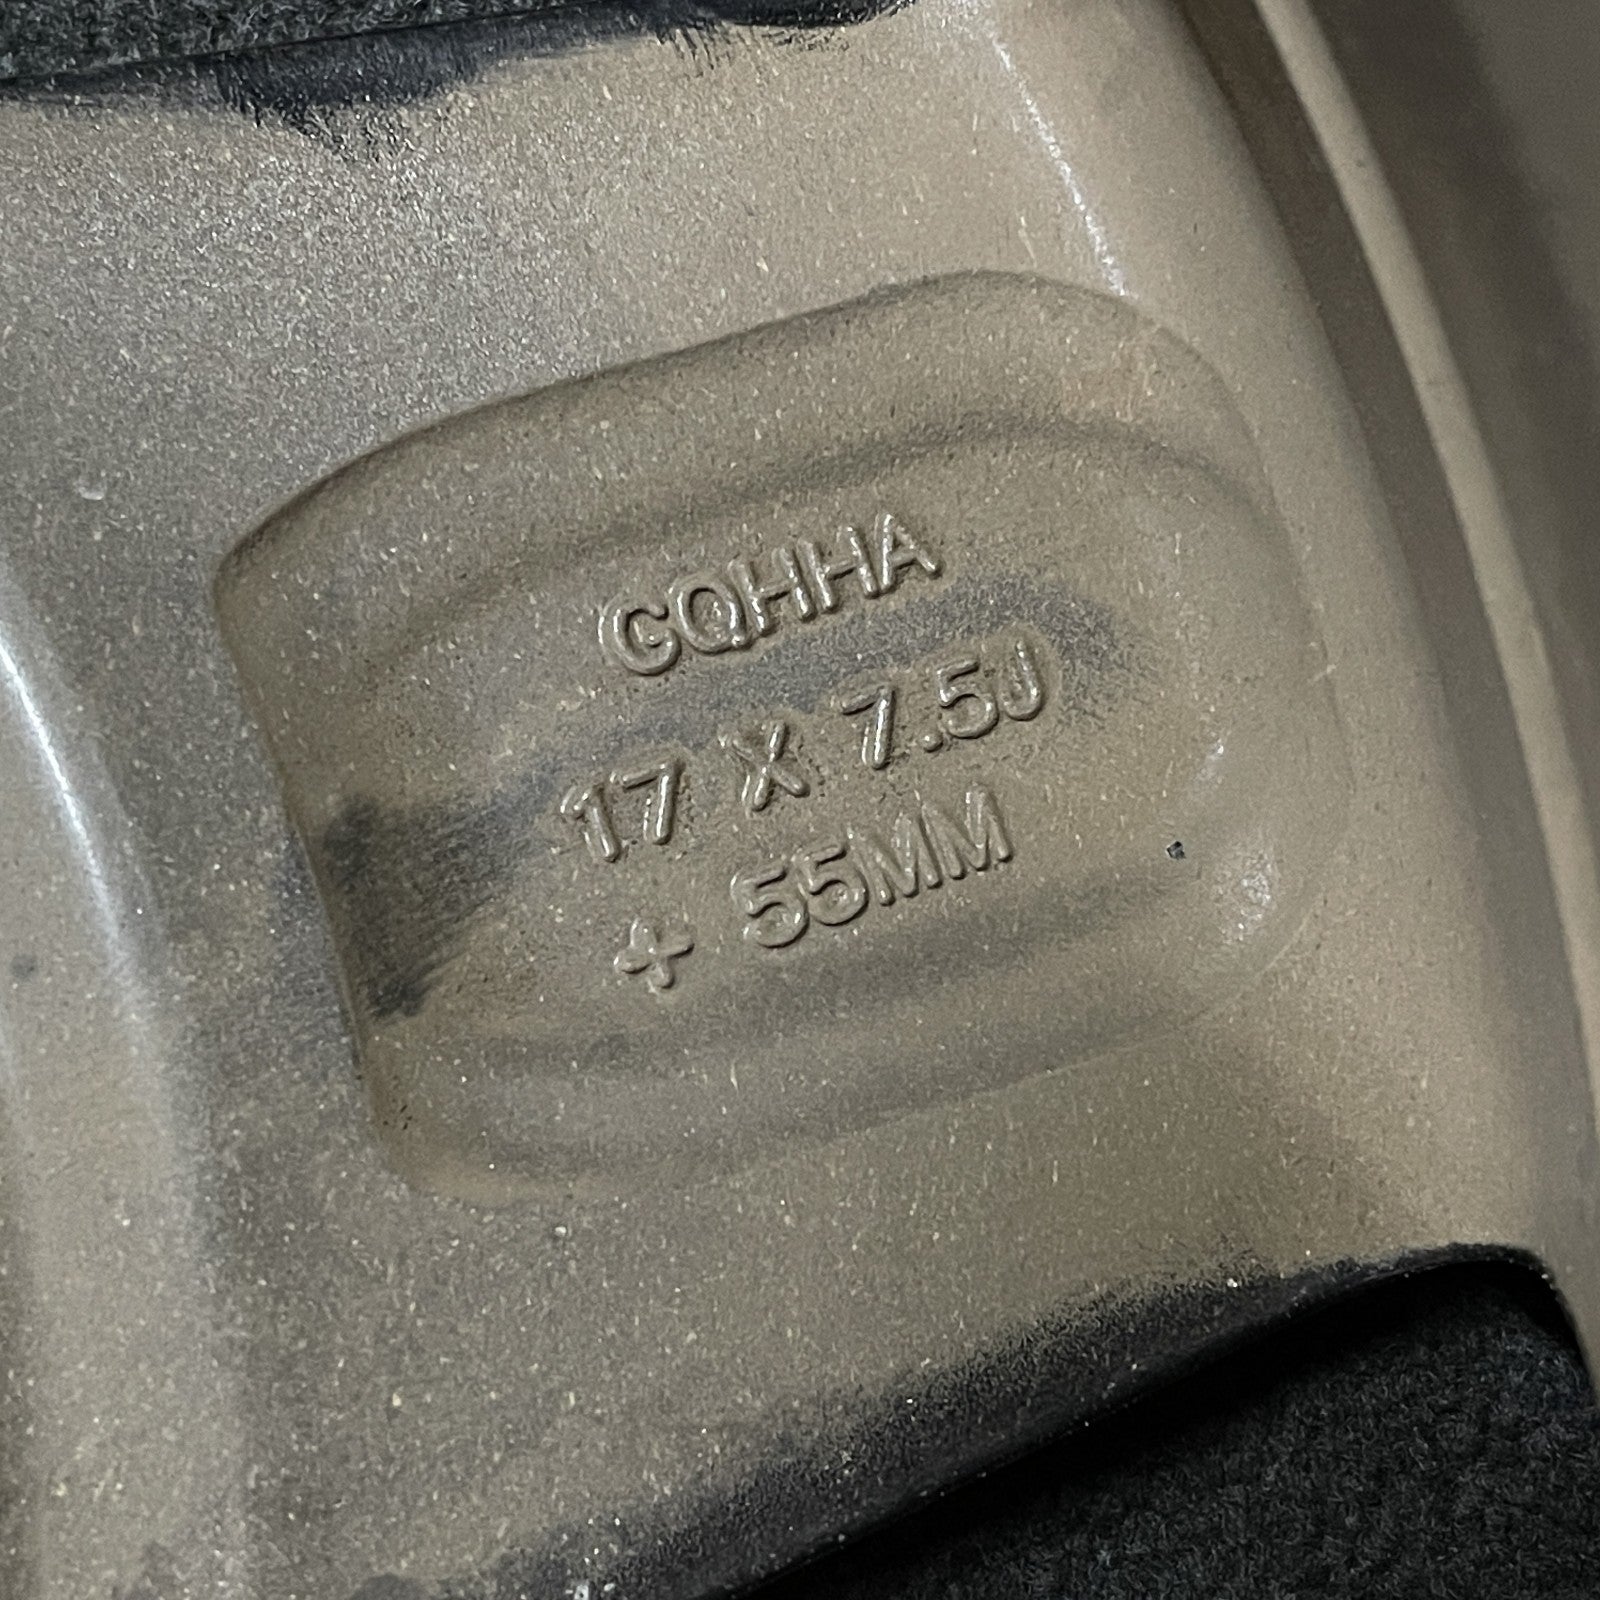 CQHHA
17 X 7.5J
+ 55MM